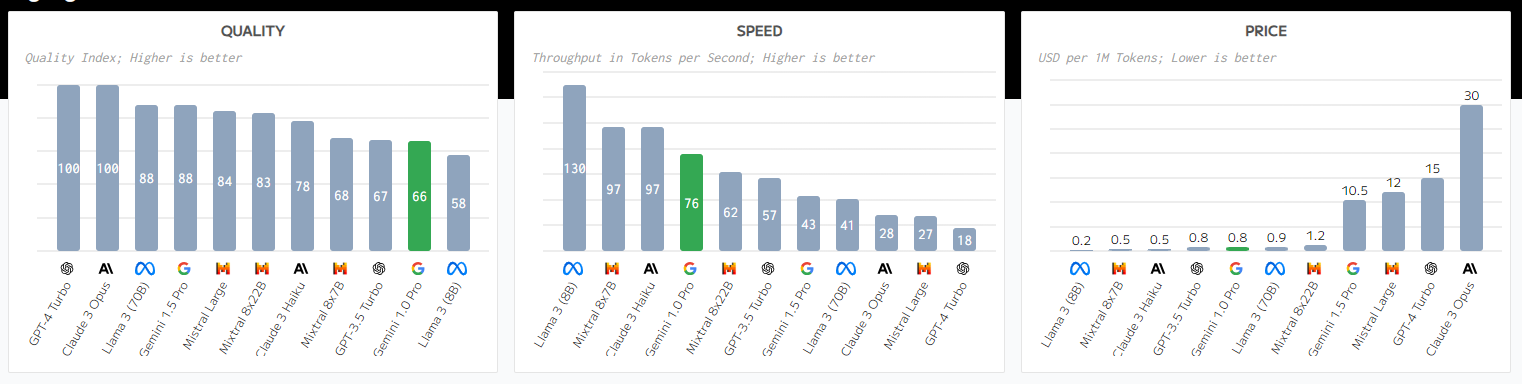 QUALITY
Quality Index; Higher is better
100
100
88
88
84
83
78
68
67
66
58
GPT-4 Turbo
Claude 3 Opus
Llama 3 (70B)
Gemini 1.5 Pro
Mistral Large
Mixtral 8x22B
Claude 3 Haiku
Mixtral 8x7B
GPT-3.5 Turbo
Gemini 1.0 Pro
Llama 3 (8B)
SPEED
Throughput in Tokens per Second; Higher is better
130
97
97
76
62
57
43
41
28
27
18
Llama 3 (8B)
Mixtral 8x7B
Claude 3 Haiku
Gemini 1.0 Pro
Mixtral 8x22B
GPT-3.5 Turbo
Gemini 1.5 Pro
Llama 3 (70B)
Claude 3 Opus
Mistral Large
GPT-4 Turbo
PRICE
USD per 1M Tokens; Lower is better
0.2
0.5
0.5
0.8
0.8
0.9
1.2
10.5
12
15
30
Llama 3 (8B)
Mixtral 8x7B
Claude 3 Haiku
GPT-3.5 Turbo
Gemini 1.0 Pro
Llama 3 (70B)
Mixtral 8x22B
Gemini 1.5 Pro
Mistral Large
GPT-4 Turbo
Claude 3 Opus